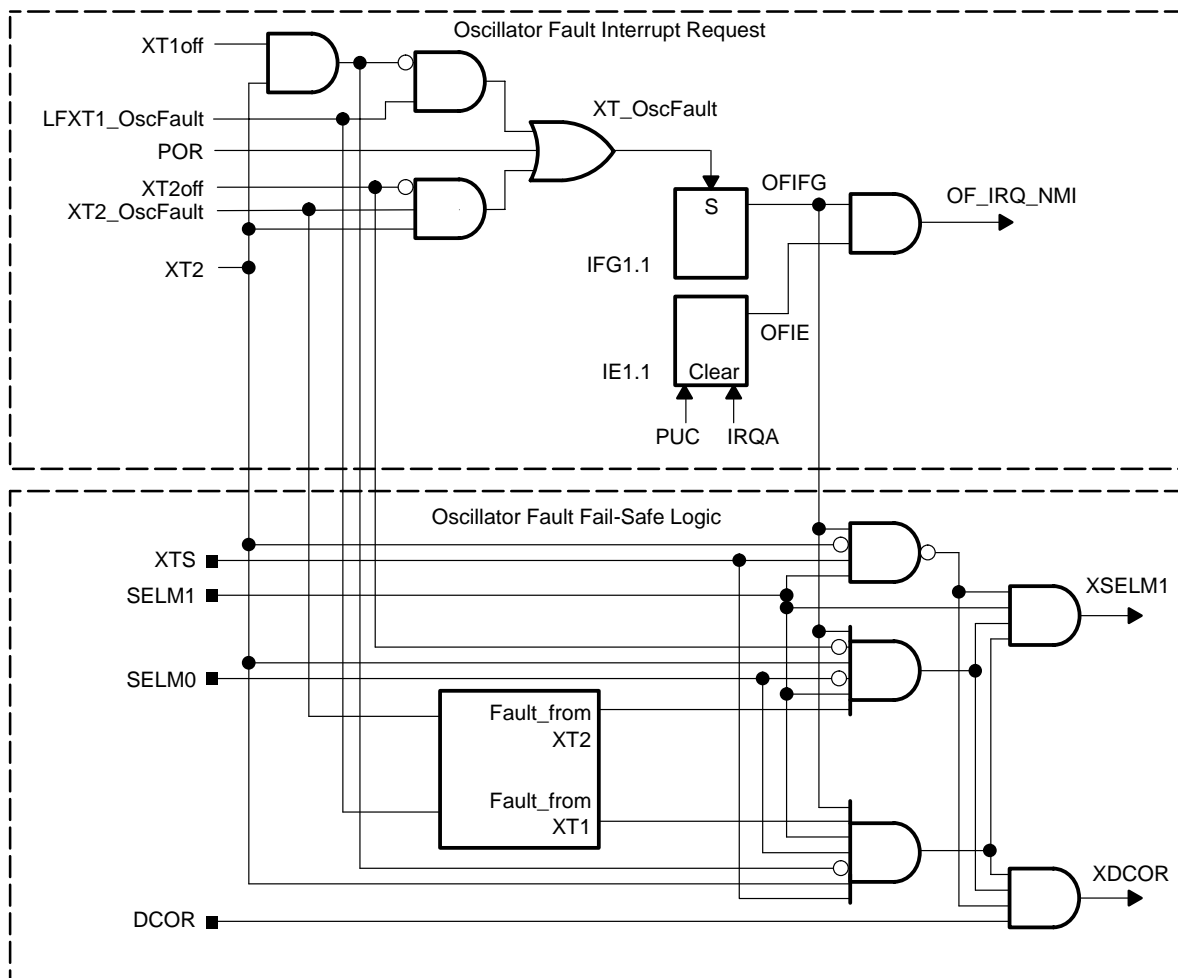 Oscillator Fault Interrupt Request
XT1off
LFXT1_OscFault
POR
XT2off
XT2_OscFault
XT2
XT_OscFault
S
OFIFG
IFG1.1
OF_IRQ_NMI
OFIE
IE1.1
Clear
PUC
IRQA
Oscillator Fault Fail-Safe Logic
XTS
SELM1
SELM0
Fault_from
XT2
Fault_from
XT1
DCOR
XSELM1
XDCOR